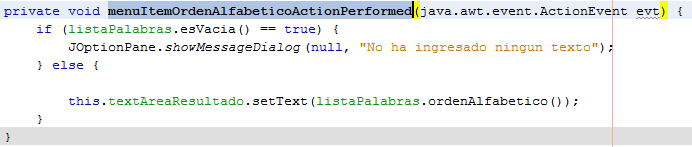 private void menuItemOrdenAlfabeticoActionPerformed(java.awt.event.ActionEvent evt) {
if (listaPalabras.esVacia() == true) {
JOptionPane.showMessageDialog(null, "No ha ingresado ningun texto");
} else {
this.textAreaResultado.setText(listaPalabras.ordenAlfabetico());
}
}